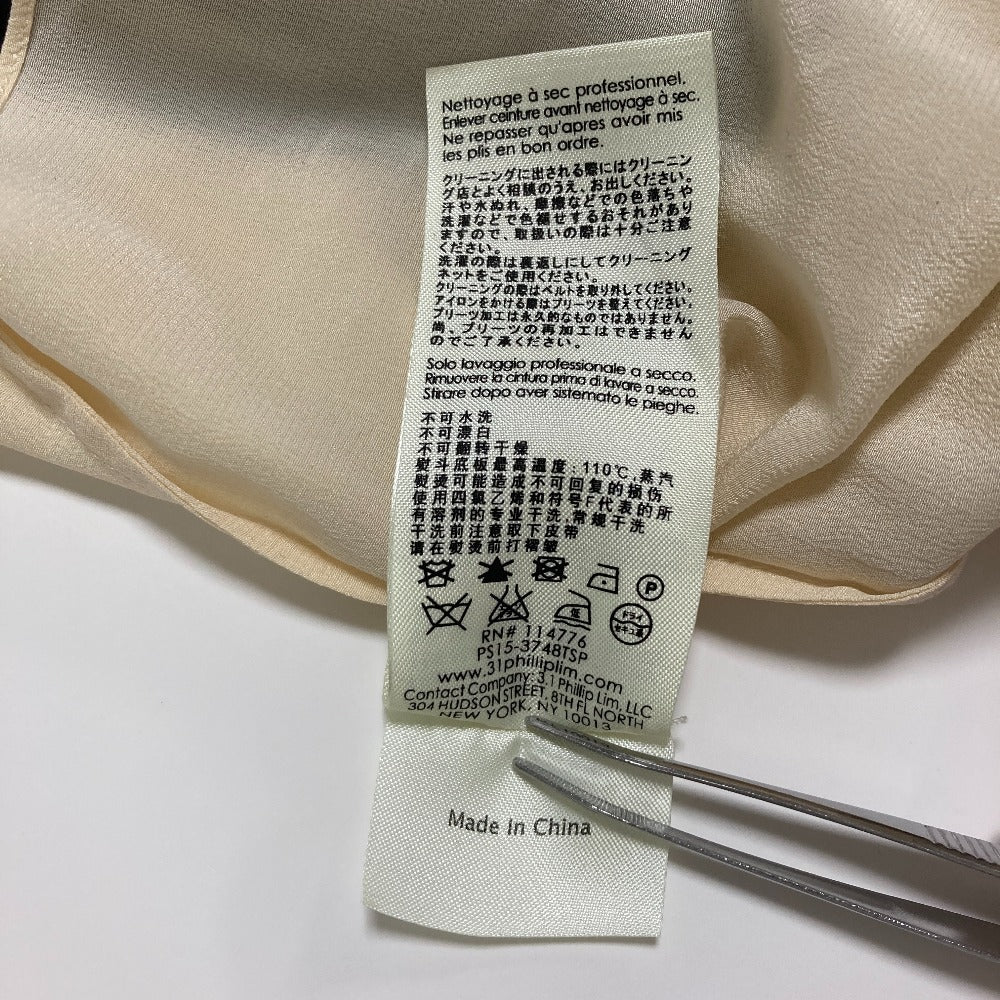 Nettoyage à sec professionnel.
Enlever ceinture avant nettoyage à sec.
Ne repasser qu'apres avoir mis
les plis en bon ordre.
クリーニングに出される際にはクリーニン
グ店とよく相談のうえ、お出しください。
汗や水ぬれ、摩擦などでの色落ちや
洗濯などで色褪せするおそれがあり
ますので、取扱いの際は十分ご注意
ください。
洗濯の際は裏返しにしてクリーニング
ネットをご使用ください。
クリーニングの際はベルトを取り外してください。
アイロンをかける際はプリーツを整えてください。
プリーツ加工は永久的なものではありません。
尚、プリーツの再加工はできません
のでご了承ください。
Solo lavaggio professionale a secco.
Rimuovere la cintura prima di lavare a secco.
Stirare dopo aver sistemato le pieghe.
不可水洗
不可漂白
不可翻转干燥
熨斗底板最高温度:110℃,蒸汽
熨烫可能造成不可回复的损伤
使用四氯乙烯和符号F代表的所
有溶剂的专业干洗 常规干洗
干洗前注意取下皮带
请在熨烫前打褶皱
P
低
ドライ
セキユ系
RN# 114776
PS15-3748TSP
www.31philliplim.com
Contact Company: 3.1 Phillip Lim, LLC
304 HUDSON STREET, 8TH FL NORTH
NEW YORK, NY 10013
Made in China